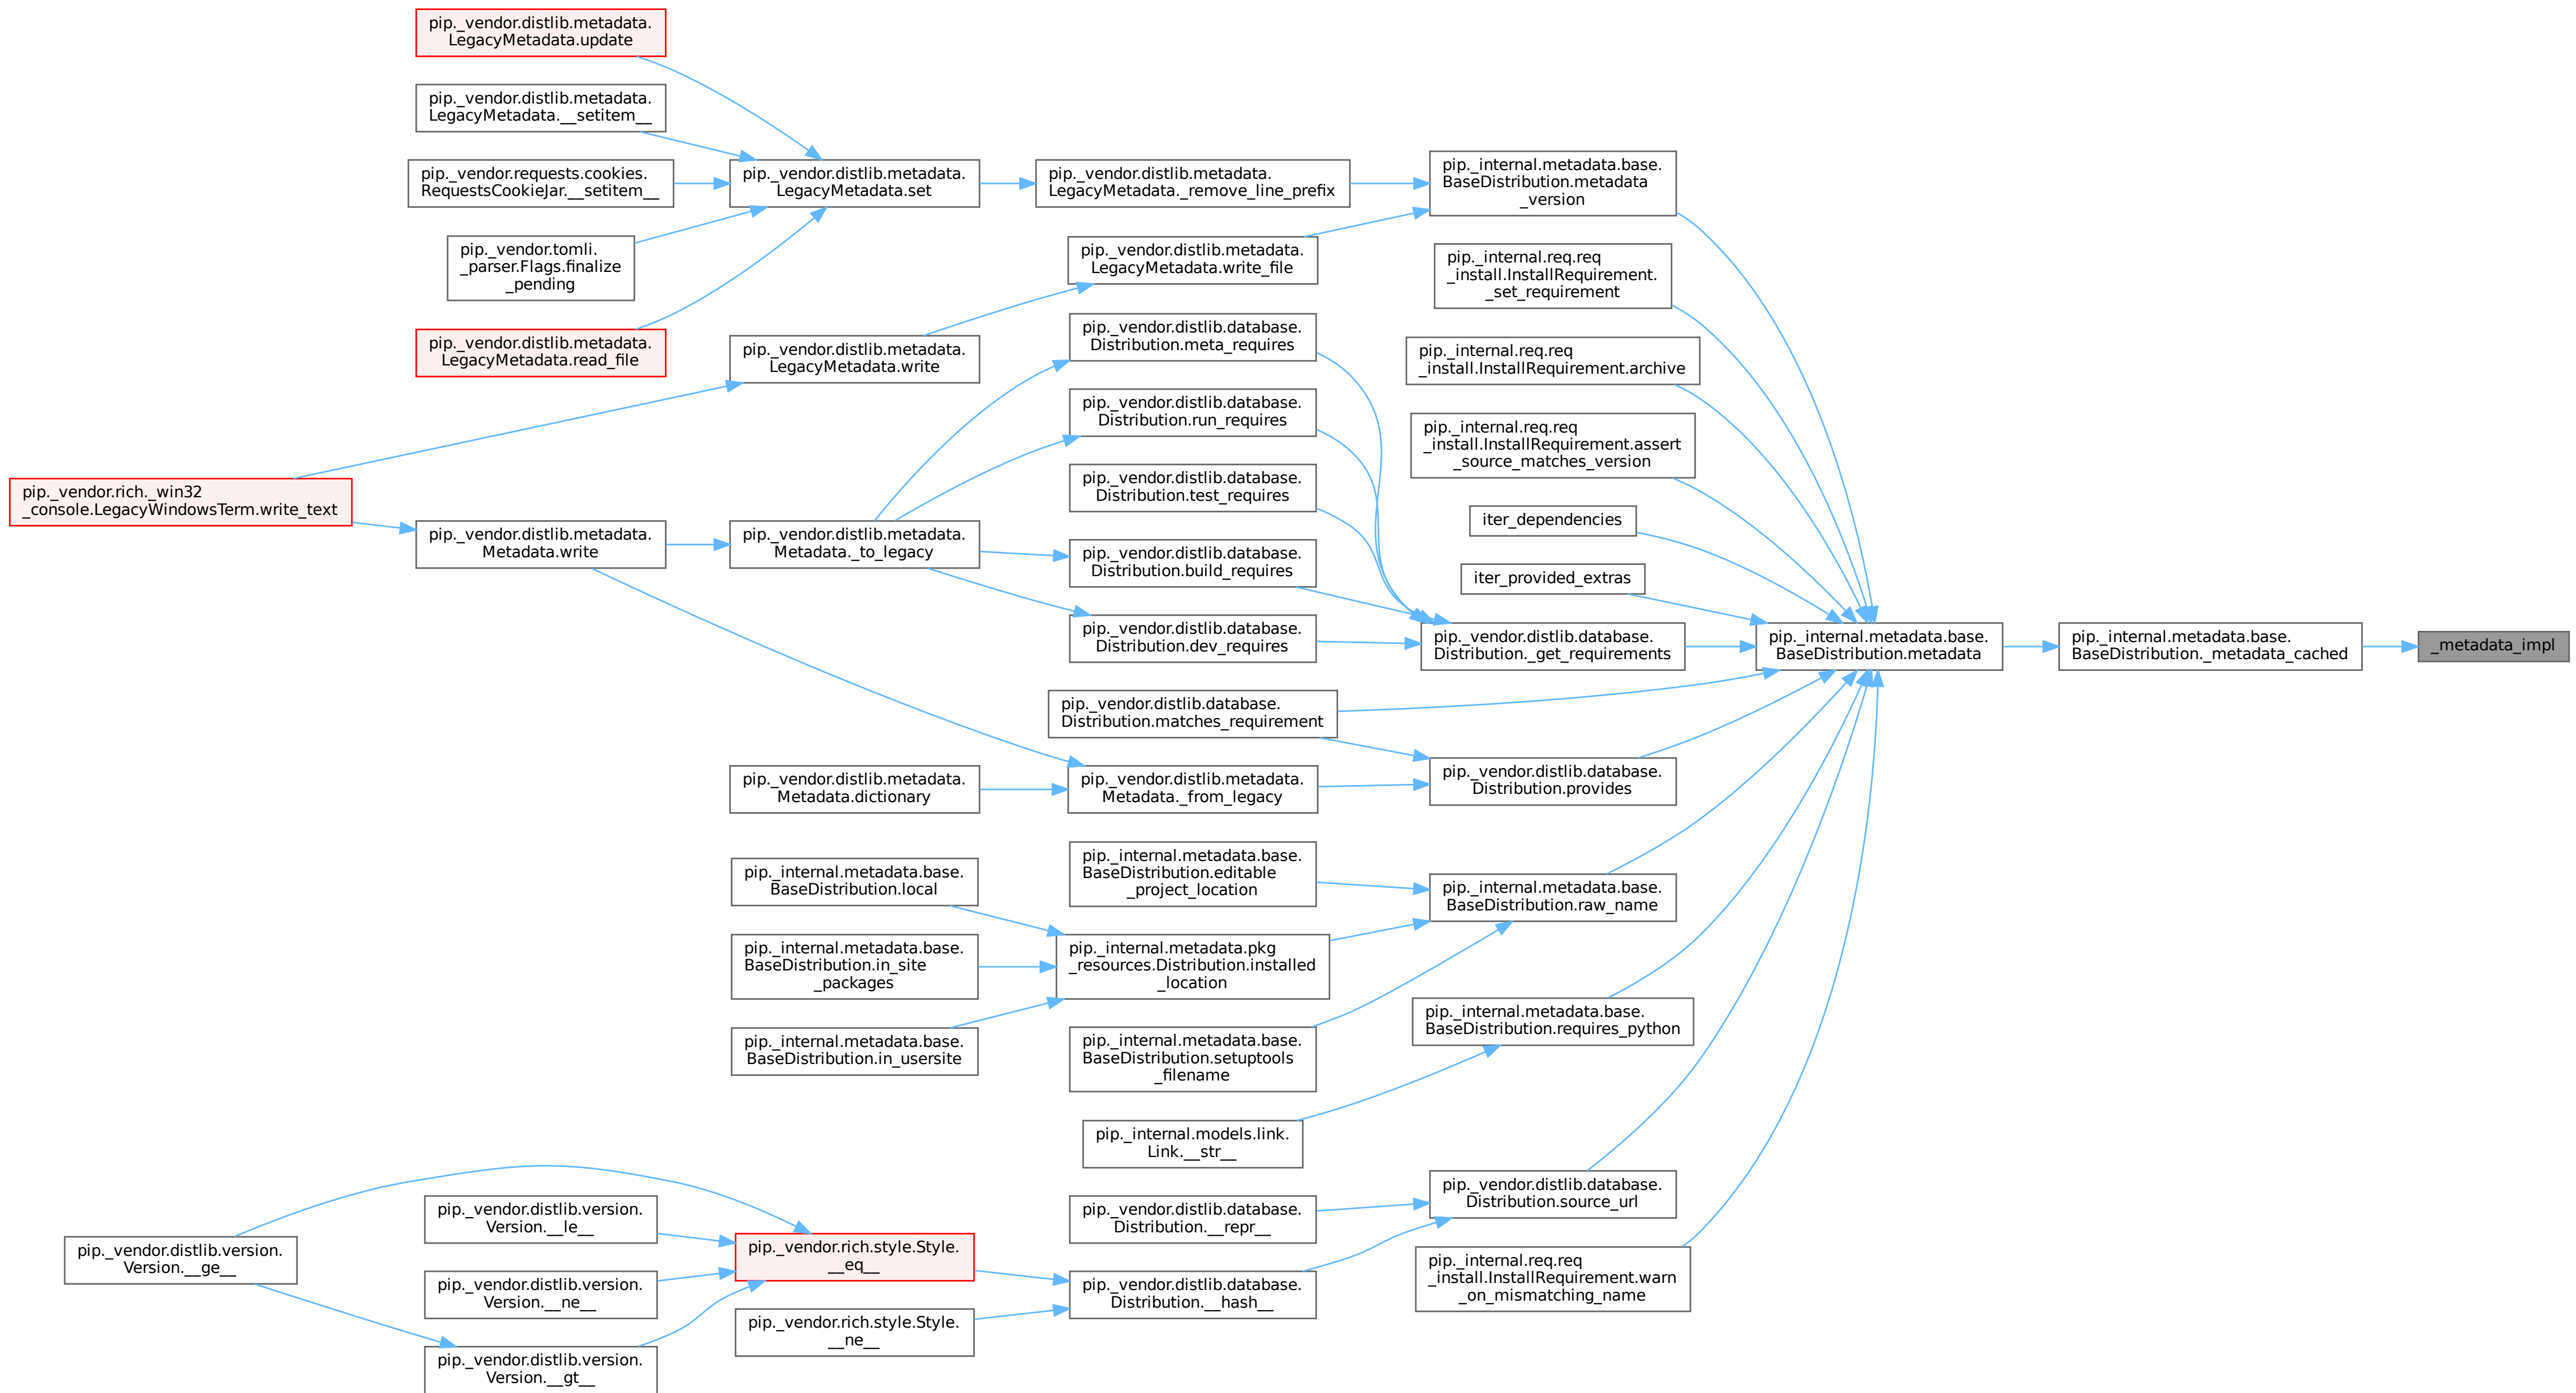 pip._vendor.distlib.metadata.
LegacyMetadata.update
pip._vendor.distlib.metadata.
LegacyMetadata.__setitem__
pip._vendor.requests.cookies.
RequestsCookieJar.__setitem__
pip._vendor.tomli.
_parser.Flags.finalize
_pending
pip._vendor.distlib.metadata.
LegacyMetadata.read_file
pip._vendor.rich._win32
_console.LegacyWindowsTerm.write_text
pip._vendor.distlib.metadata.
Metadata.write
pip._vendor.distlib.version.
Version.__le__
pip._vendor.distlib.version.
Version.__ge__
pip._vendor.distlib.version.
Version.__ne__
pip._vendor.distlib.version.
Version.__gt__
pip._vendor.distlib.metadata.
LegacyMetadata.set
pip._vendor.distlib.metadata.
LegacyMetadata.write
pip._vendor.distlib.metadata.
Metadata._to_legacy
pip._vendor.distlib.metadata.
Metadata.dictionary
pip._internal.metadata.base.
BaseDistribution.local
pip._internal.metadata.base.
BaseDistribution.in_site
_packages
pip._internal.metadata.base.
BaseDistribution.in_usersite
pip._vendor.rich.style.Style.
__eq__
pip._vendor.rich.style.Style.
__ne__
pip._vendor.distlib.metadata.
LegacyMetadata._remove_line_prefix
pip._vendor.distlib.metadata.
LegacyMetadata.write_file
pip._vendor.distlib.database.
Distribution.meta_requires
pip._vendor.distlib.database.
Distribution.run_requires
pip._vendor.distlib.database.
Distribution.test_requires
pip._vendor.distlib.database.
Distribution.build_requires
pip._vendor.distlib.database.
Distribution.dev_requires
pip._vendor.distlib.database.
Distribution.matches_requirement
pip._vendor.distlib.metadata.
Metadata._from_legacy
pip._internal.metadata.base.
BaseDistribution.editable
_project_location
pip._internal.metadata.pkg
_resources.Distribution.installed
_location
pip._internal.metadata.base.
BaseDistribution.setuptools
_filename
pip._internal.models.link.
Link.__str__
pip._vendor.distlib.database.
Distribution.__repr__
pip._vendor.distlib.database.
Distribution.__hash__
pip._internal.metadata.base.
BaseDistribution.metadata
_version
pip._internal.req.req
_install.InstallRequirement.
_set_requirement
pip._internal.req.req
_install.InstallRequirement.archive
pip._internal.req.req
_install.InstallRequirement.assert
_source_matches_version
iter_dependencies
iter_provided_extras
pip._vendor.distlib.database.
Distribution._get_requirements
pip._vendor.distlib.database.
Distribution.provides
pip._internal.metadata.base.
BaseDistribution.raw_name
pip._internal.metadata.base.
BaseDistribution.requires_python
pip._vendor.distlib.database.
Distribution.source_url
pip._internal.req.req
_install.InstallRequirement.warn
_on_mismatching_name
pip._internal.metadata.base.
BaseDistribution.metadata
pip._internal.metadata.base.
BaseDistribution._metadata_cached
_metadata_impl